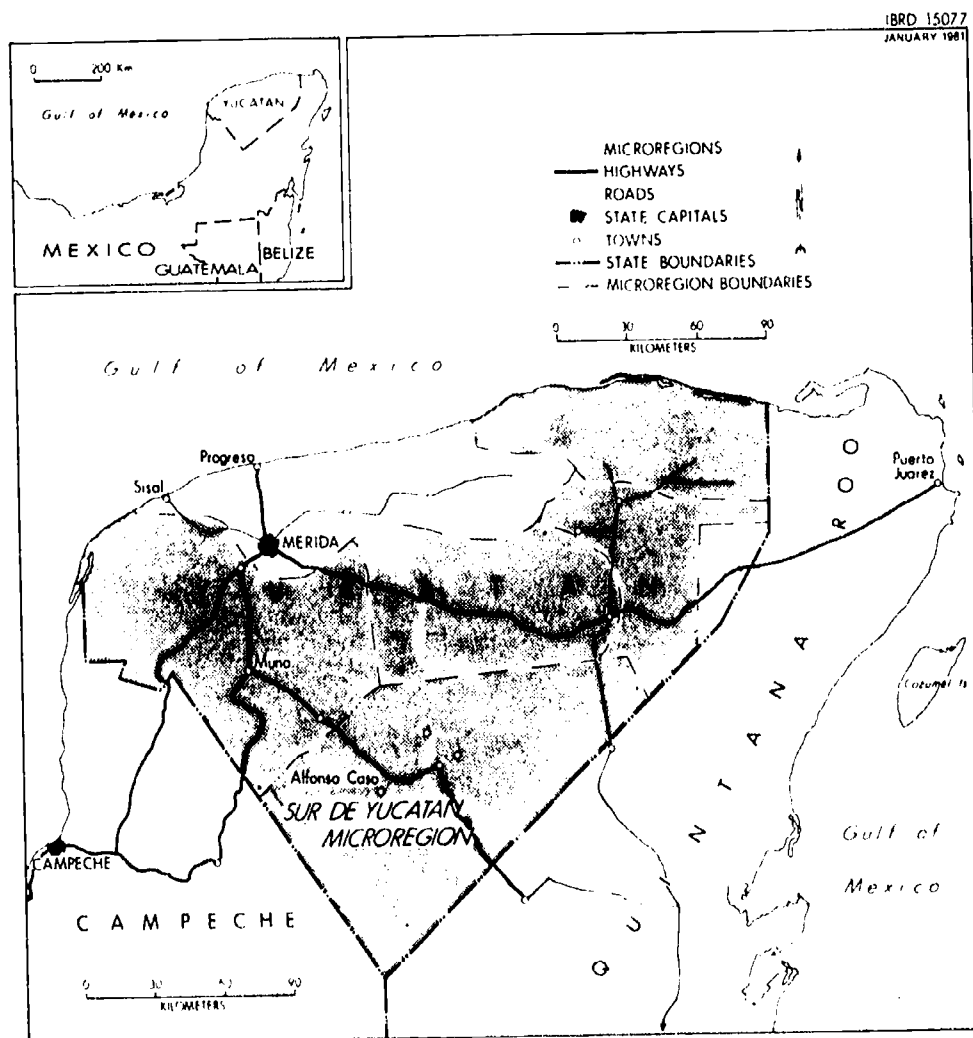 IBRD 15077
JANUARY 1981
0 200 Km
Gulf of Mexico
YUCATAN
MEXICO
GUATEMALA
BELIZE
MICROREGIONS
HIGHWAYS
ROADS
STATE CAPITALS
TOWNS
STATE BOUNDARIES
MICROREGION BOUNDARIES
0 30 60 90
KILOMETERS
Gulf of Mexico
Progreso
Sisal
MERIDA
Puerto
Juarez
Muna
Cozumel Is
Alfonso Caso
SUR DE YUCATAN
MICROREGION
CAMPECHE
CAMPECHE
QUINTANA ROO
Gulf of
Mexico
0 30 60 90
KILOMETERS